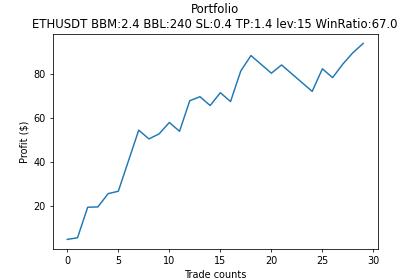 Portfolio
ETHUSDT BBM:2.4 BBL:240 SL:0.4 TP:1.4 lev:15 WinRatio:67.0
80
60
40
20
Profit ($)
0 5 10 15 20 25 30
Trade counts